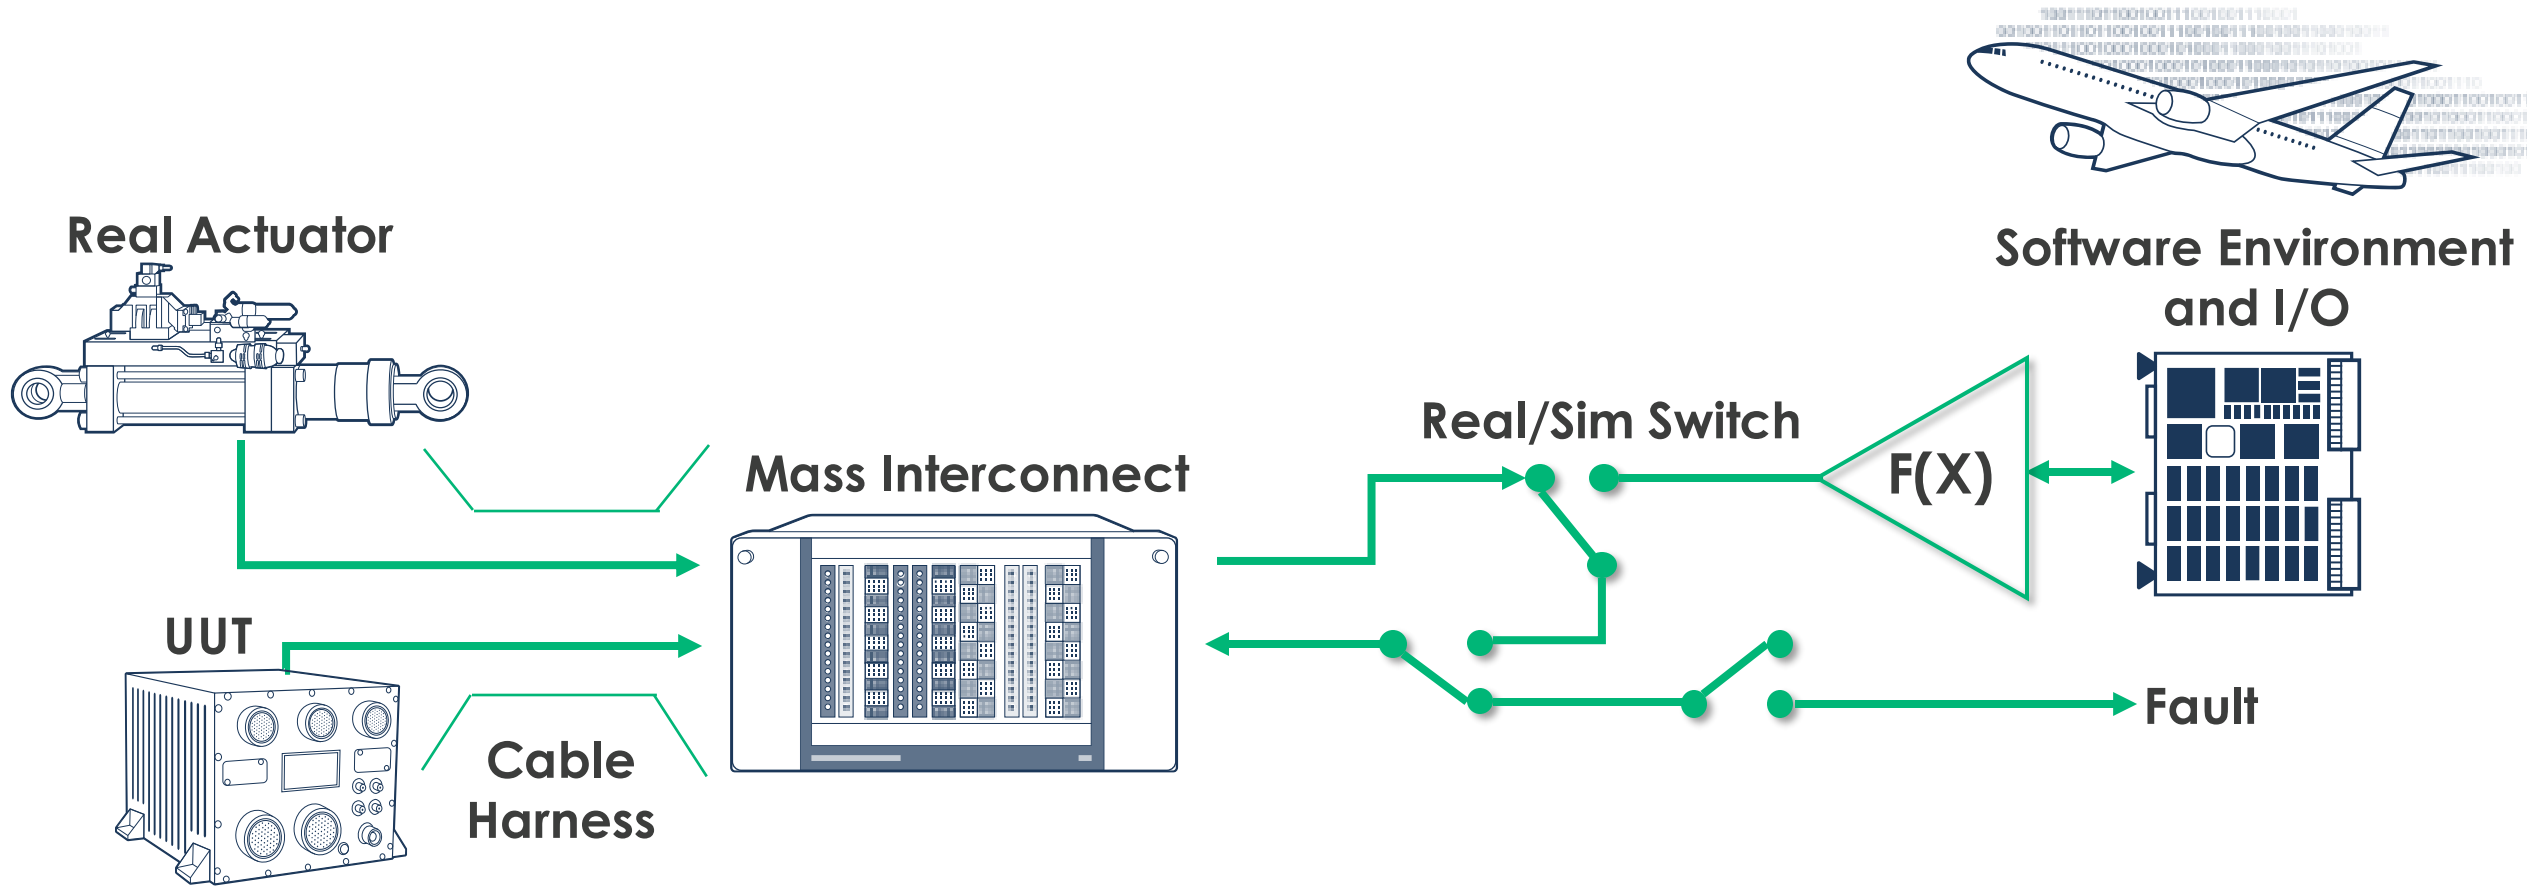 Real Actuator
Software Environment
and I/O
Real/Sim Switch
Mass Interconnect
F(X)
UUT
Fault
Cable
Harness